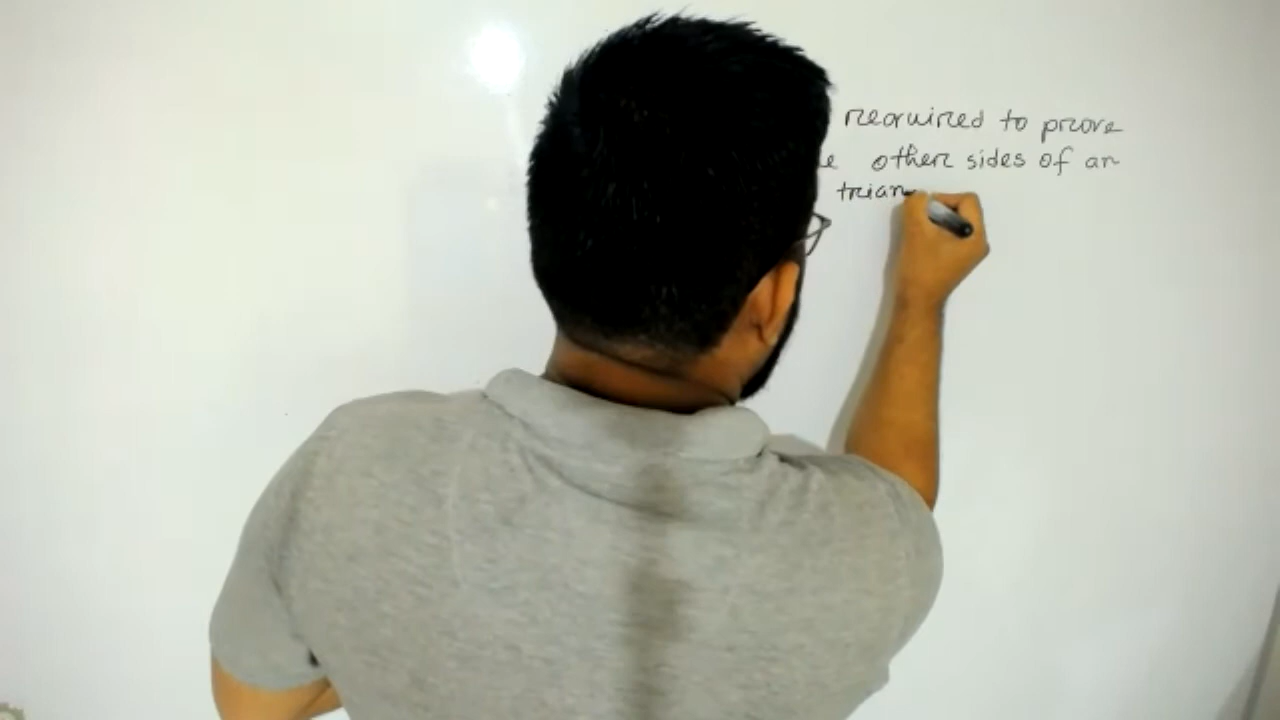 required to prove
e other sides of an
trian